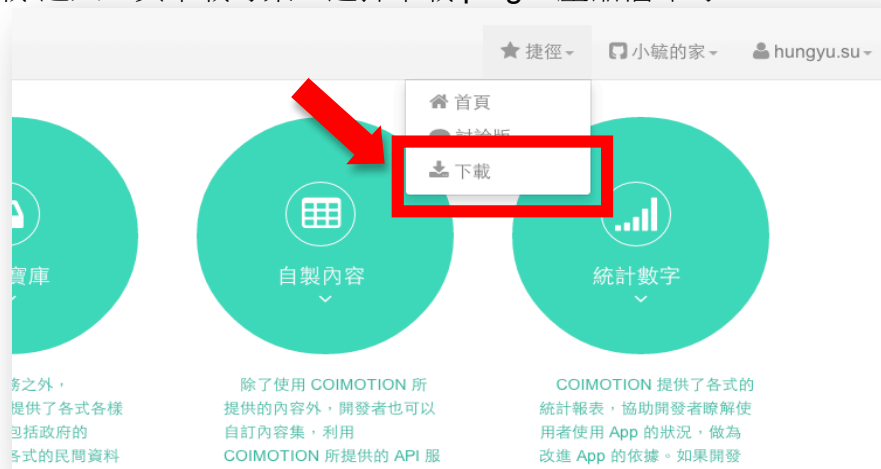 捷徑
小毓的家
hungyu.su
首頁
討論版
下載
寶庫
自製內容
統計數字
務之外，
提供了各式各樣
包括政府的
各式的民間資料
除了使用 COIMOTION 所
提供的內容外，開發者也可以
自訂內容集，利用
COIMOTION 所提供的 API 服
COIMOTION 提供了各式的
統計報表，協助開發者瞭解使
用者使用 App 的狀況，做為
改進 App 的依據。如果開發